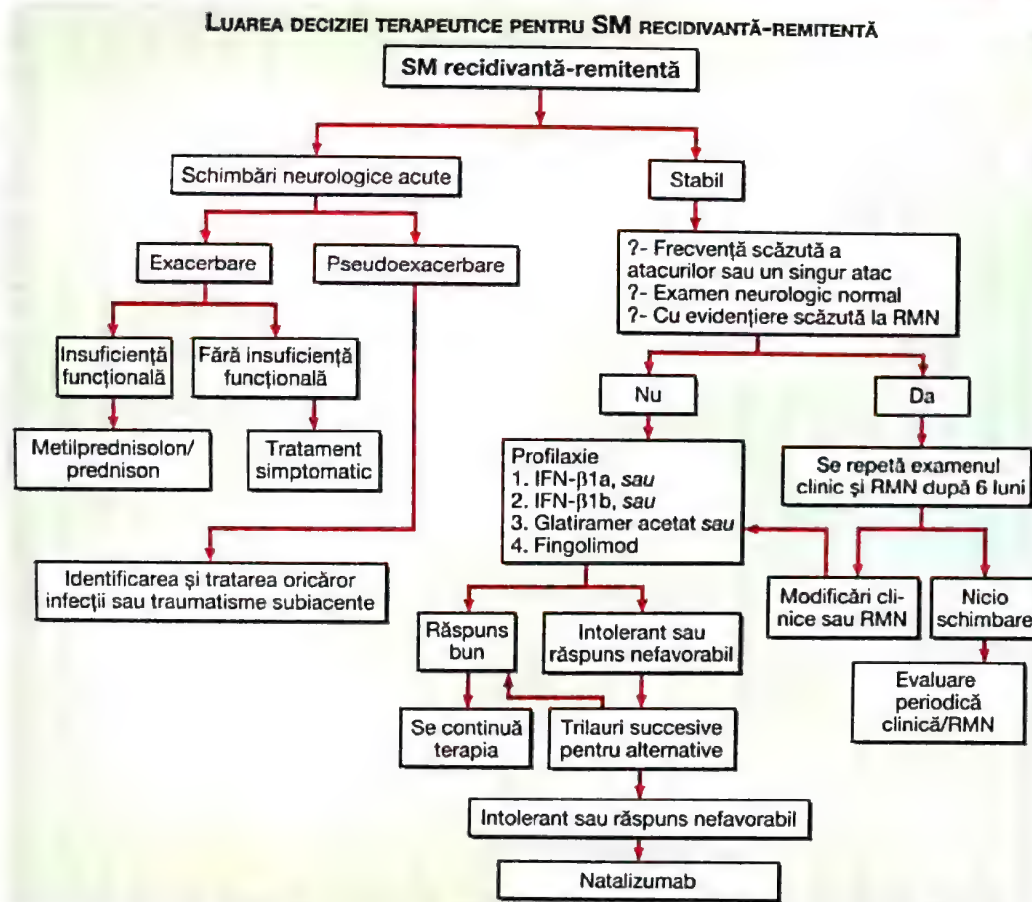 LUAREA DECIZIEI TERAPEUTICE PENTRU SM RECIDIVANTĂ-REMITENTĂ
SM recidivantă-remitentă
Schimbări neurologice acute
Stabil
Exacerbare
Pseudoexacerbare
?- Frecvență scăzută a
atacurilor sau un singur atac
?- Examen neurologic normal
?- Cu evidențiere scăzută la RMN
Insuficiență
funcțională
Fără insuficiență
funcțională
Nu
Da
Metilprednisolon/
prednison
Tratament
simptomatic
Profilaxie
1. IFN-β1a, sau
2. IFN-β1b, sau
3. Glatiramer acetat sau
4. Fingolimod
Se repetă examenul
clinic și RMN după 6 luni
Identificarea și tratarea oricăror
infecții sau traumatisme subiacente
Răspuns
bun
Intolerant sau
răspuns nefavorabil
Modificări cli-
nice sau RMN
Nicio
schimbare
Se continuă
terapia
Trilauri succesive
pentru alternative
Evaluare
periodică
clinică/RMN
Intolerant sau răspuns nefavorabil
Natalizumab